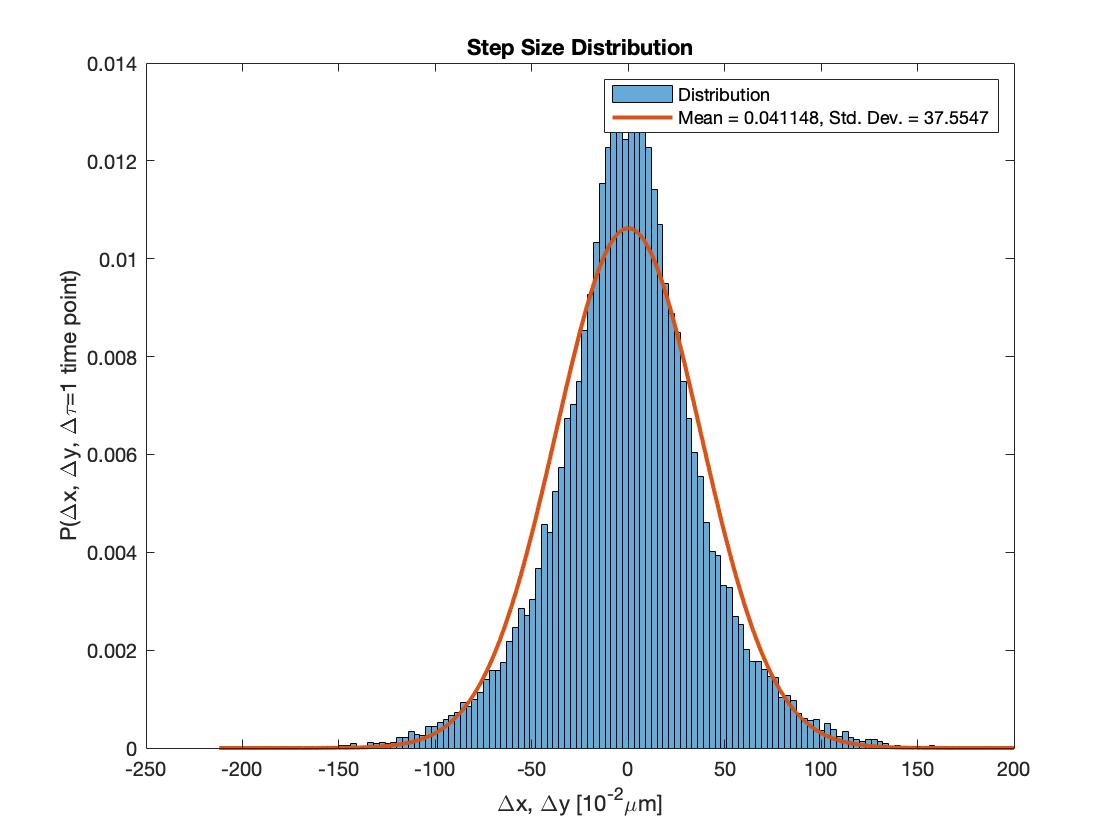 Step Size Distribution
Distribution
Mean = 0.041148, Std. Dev. = 37.5547
0.014
0.012
0.01
0.008
0.006
0.004
0.002
0
P(Δx, Δy, Δτ=1 time point)
-250 -200 -150 -100 -50 0 50 100 150 200
Δx, Δy [10⁻²μm]